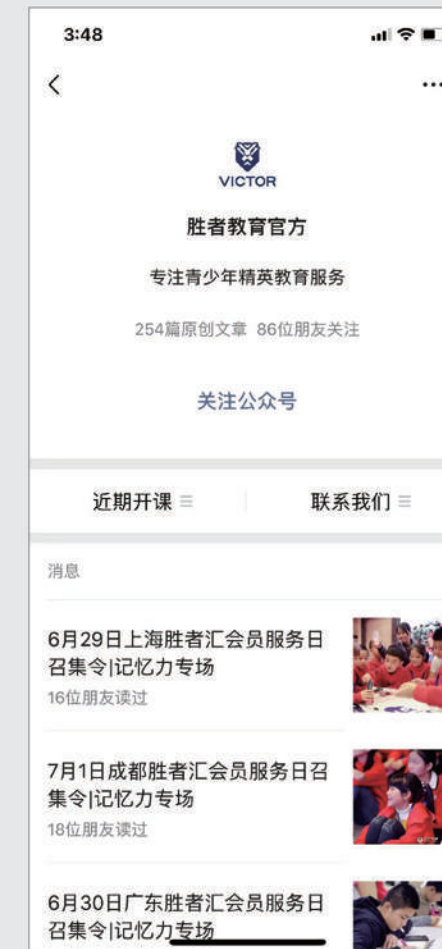 3:48
VICTOR
胜者教育官方
专注青少年精英教育服务
254篇原创文章 86位朋友关注
关注公众号
近期开课
联系我们
消息
6月29日上海胜者汇会员服务日
召集令|记忆力专场
16位朋友读过
7月1日成都胜者汇会员服务日召
集令|记忆力专场
18位朋友读过
6月30日广东胜者汇会员服务日
召集令|记忆力专场